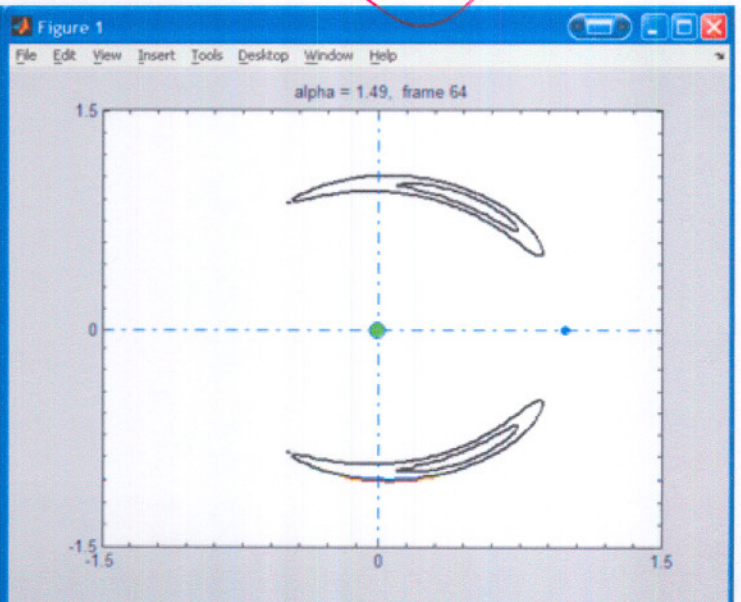 Figure 1
File Edit View Insert Tools Desktop Window Help
alpha = 1.49, frame 64
1.5
0
-1.5
-1.5 0 1.5